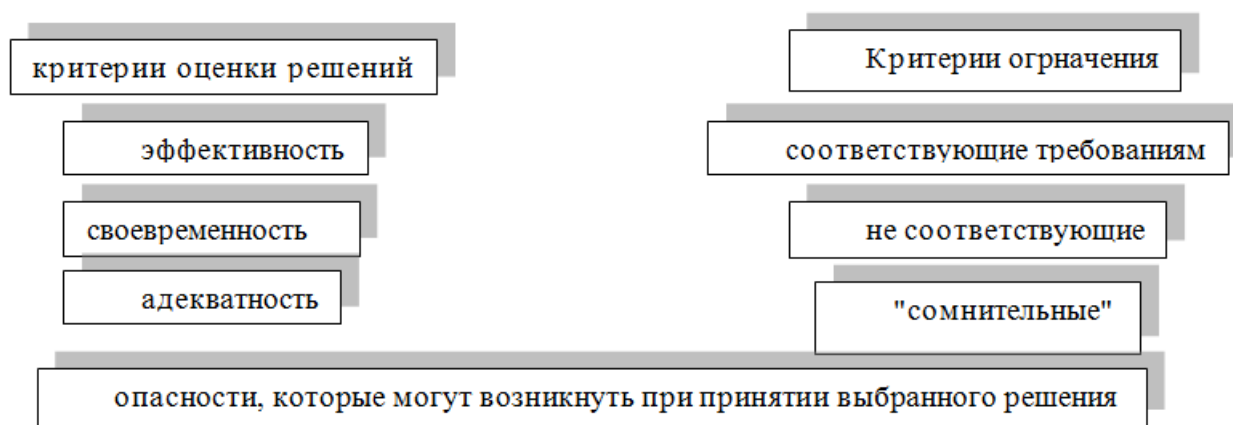 критерии оценки решений
эффективность
своевременность
адекватность
Критерии огрначения
соответствующие требованиям
не соответствующие
"сомнительные"
опасности, которые могут возникнуть при принятии выбранного решения